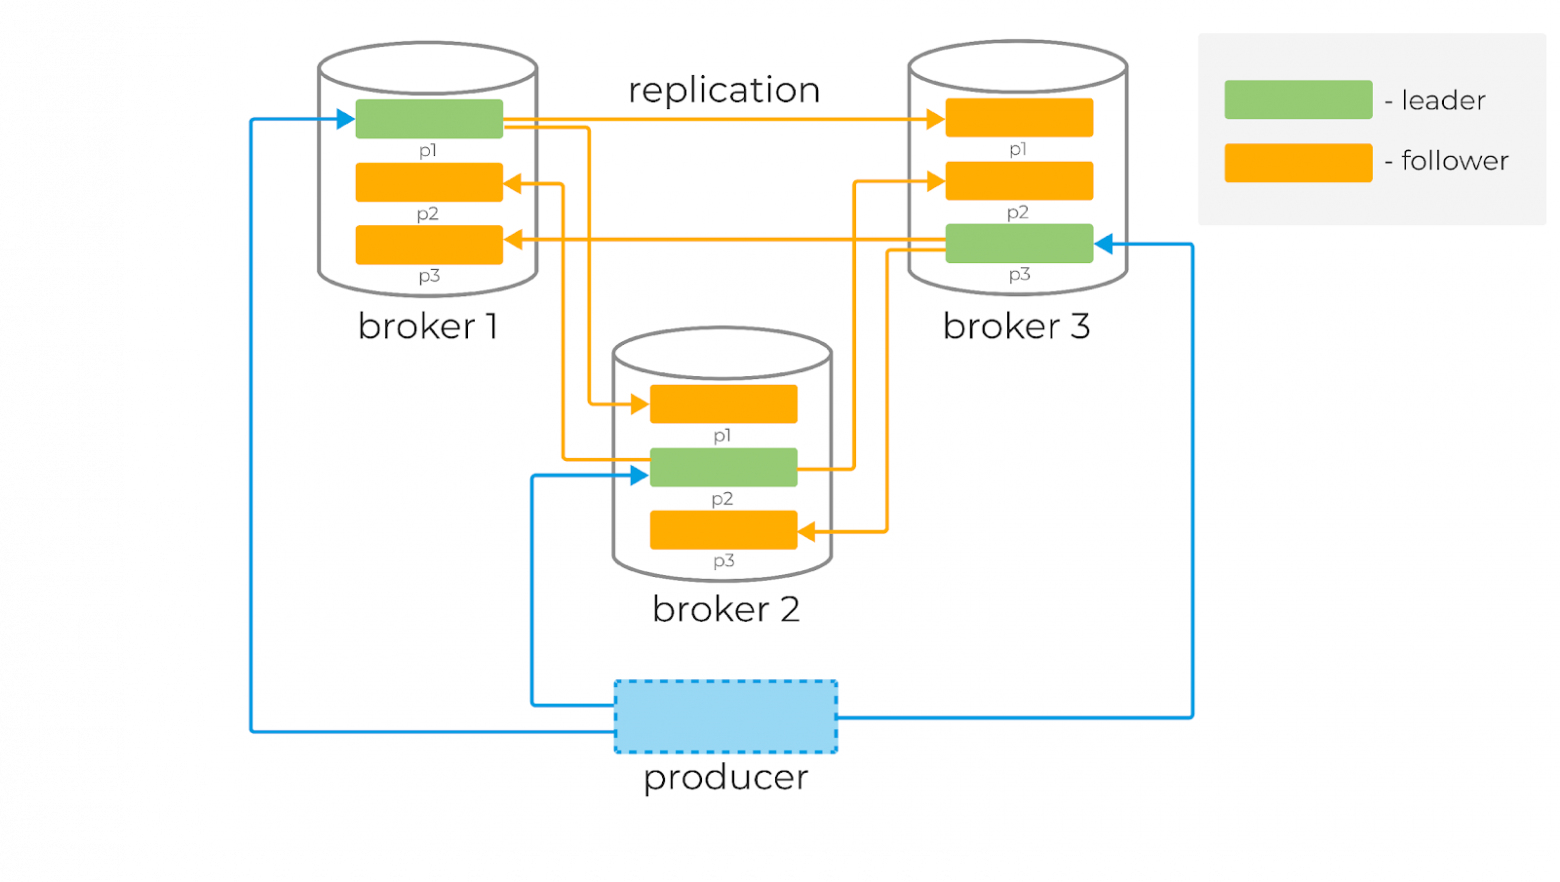 replication
p1
p2
p3
broker 1
p1
p2
p3
broker 3
- leader
- follower
p1
p2
p3
broker 2
producer